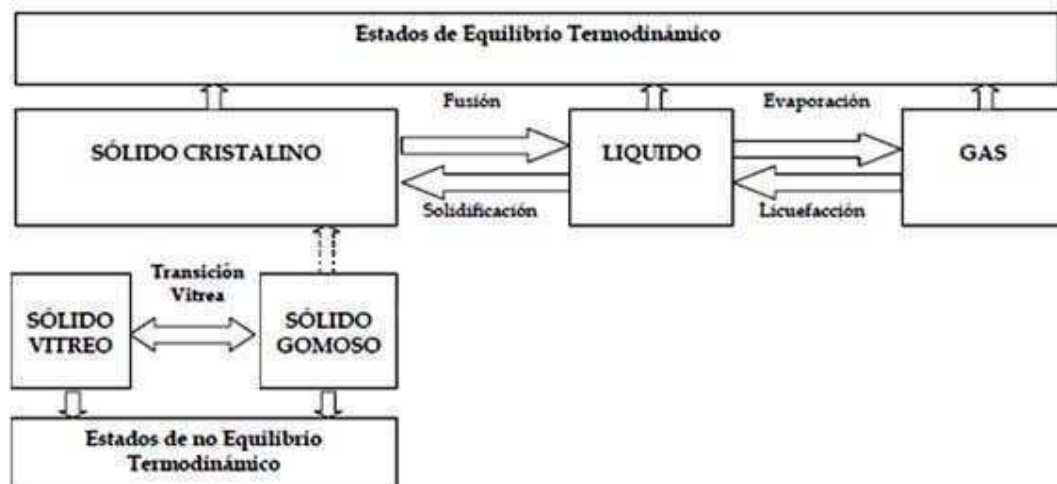 Estados de Equilibrio Termodinámico
Fusión
Evaporación
SÓLIDO CRISTALINO
LIQUIDO
GAS
Solidificación
Licuefacción
Transición
Vitrea
SÓLIDO
VITREO
SÓLIDO
GOMOSO
Estados de no Equilibrio
Termodinámico